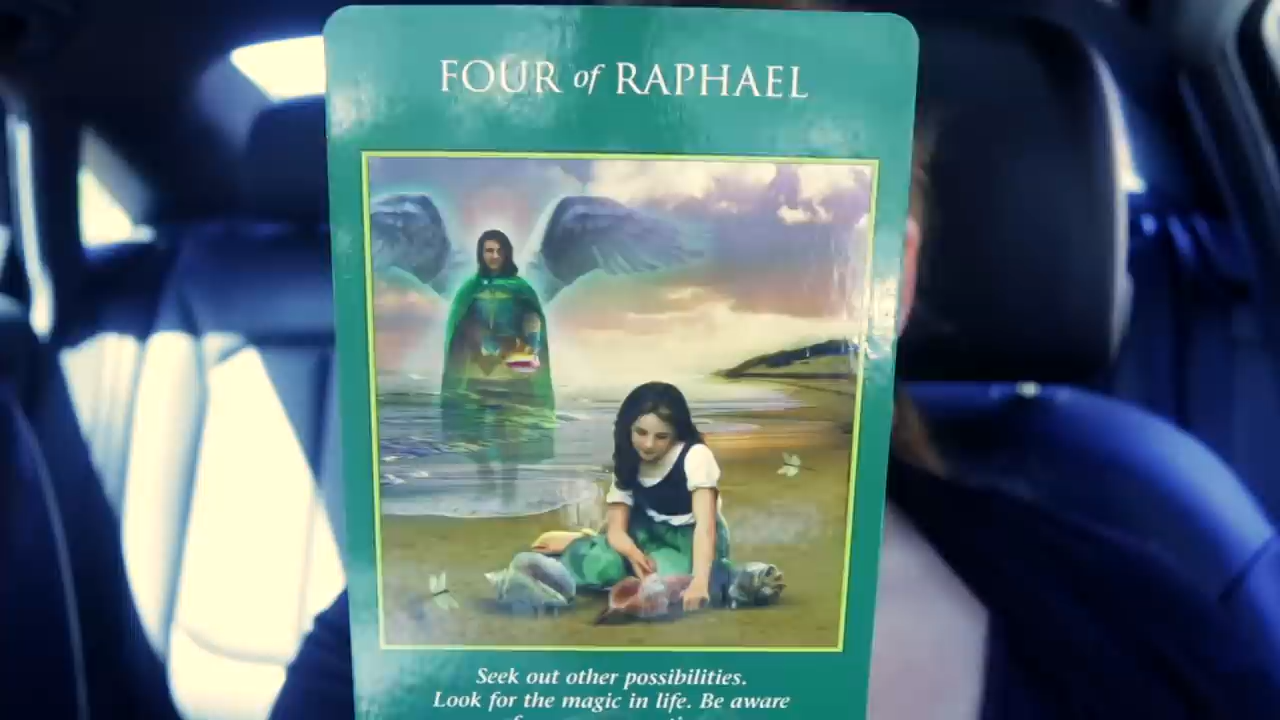 FOUR of RAPHAEL
Seek out other possibilities.
Look for the magic in life. Be aware